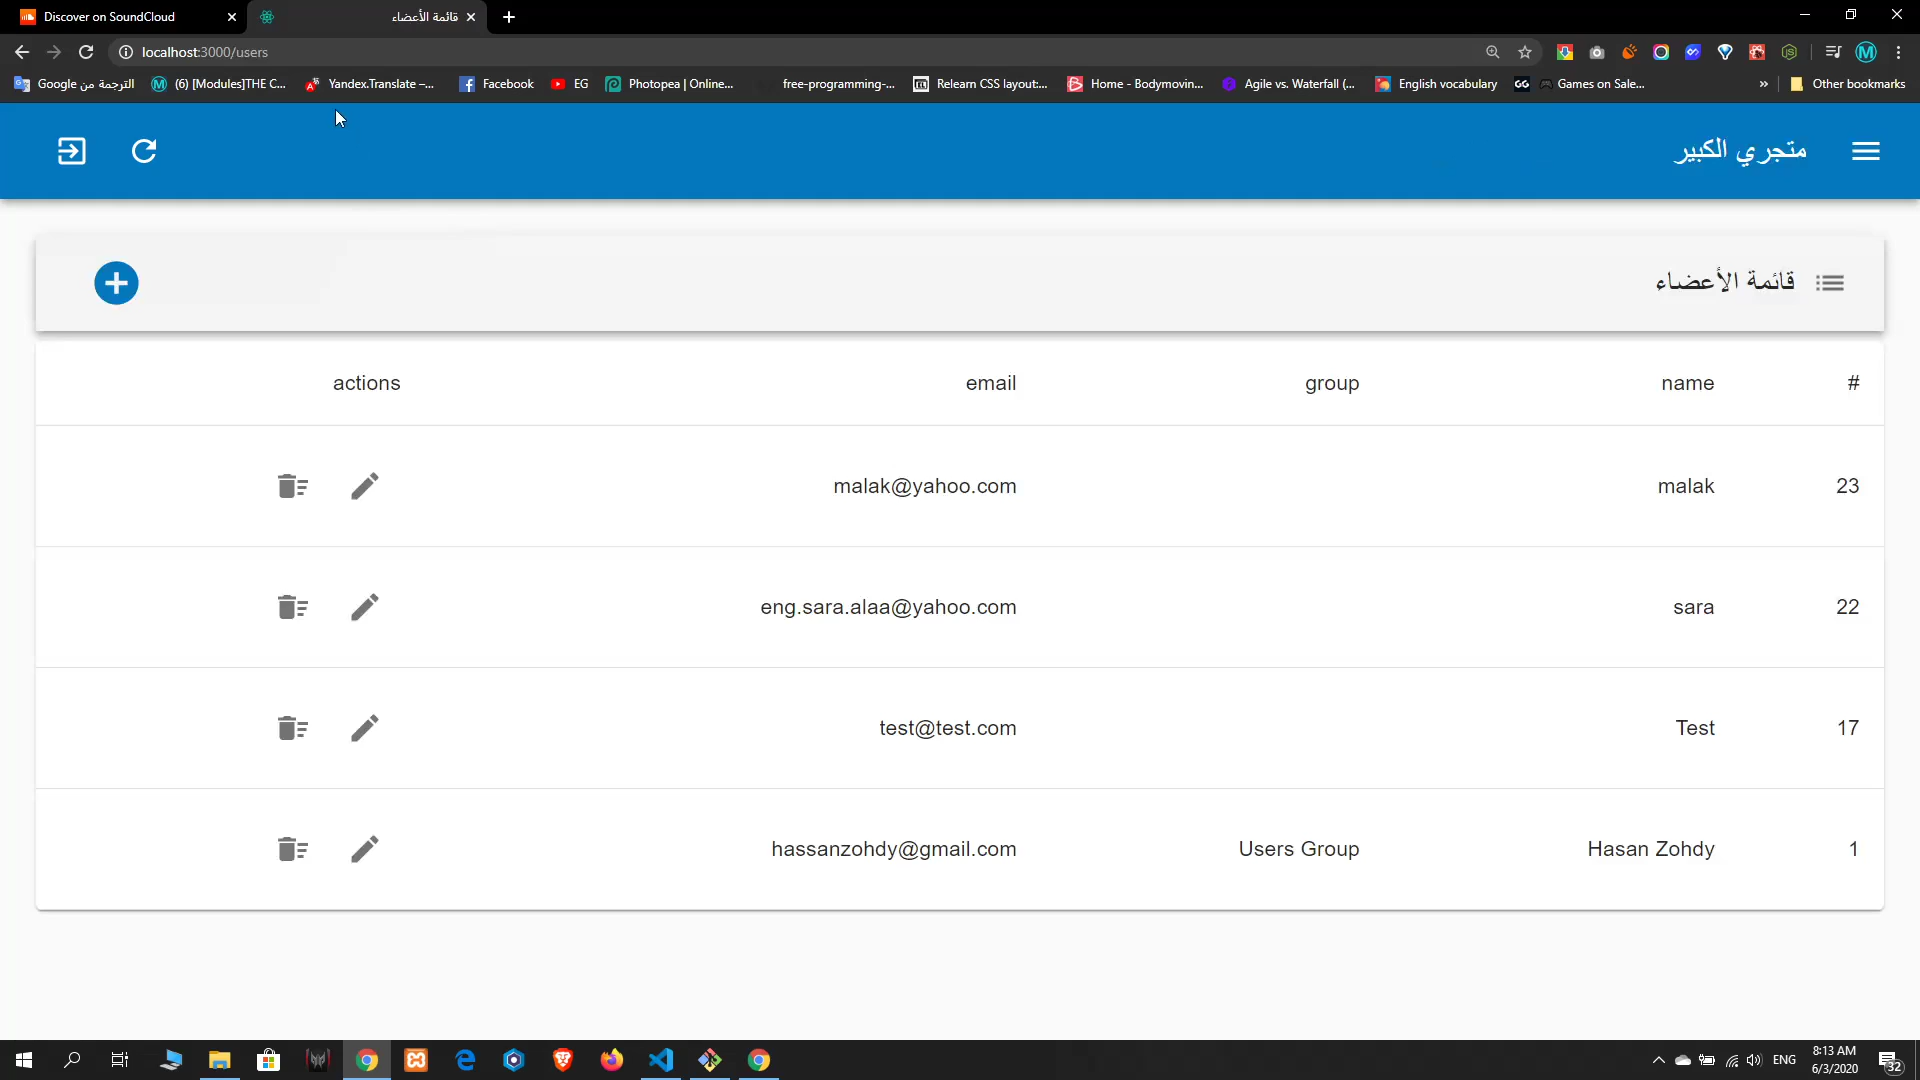 Discover on SoundCloud
قائمة الأعضاء
localhost:3000/users
الترجمة من Google
(6) [Modules]THE C...
Yandex.Translate –...
Facebook
EG
Photopea | Online...
free-programming-...
Relearn CSS layout:...
Home - Bodymovin...
Agile vs. Waterfall (...
English vocabulary
Games on Sale...
»
Other bookmarks
متجري الكبير
قائمة الأعضاء
# name group email actions
23 malak malak@yahoo.com
22 sara eng.sara.alaa@yahoo.com
17 Test test@test.com
1 Hasan Zohdy Users Group hassanzohdy@gmail.com
ENG
8:13 AM
6/3/2020
32